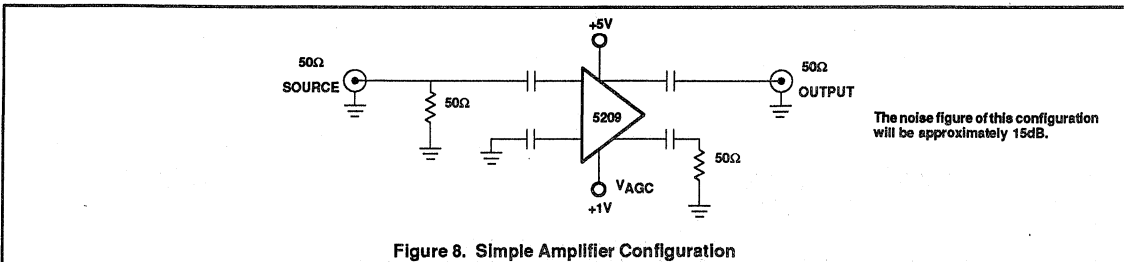 +5V
50Ω
SOURCE
50Ω
5209
50Ω
OUTPUT
The noise figure of this configuration
will be approximately 15dB.
50Ω
VAGC
+1V
Figure 8. Simple Amplifier Configuration